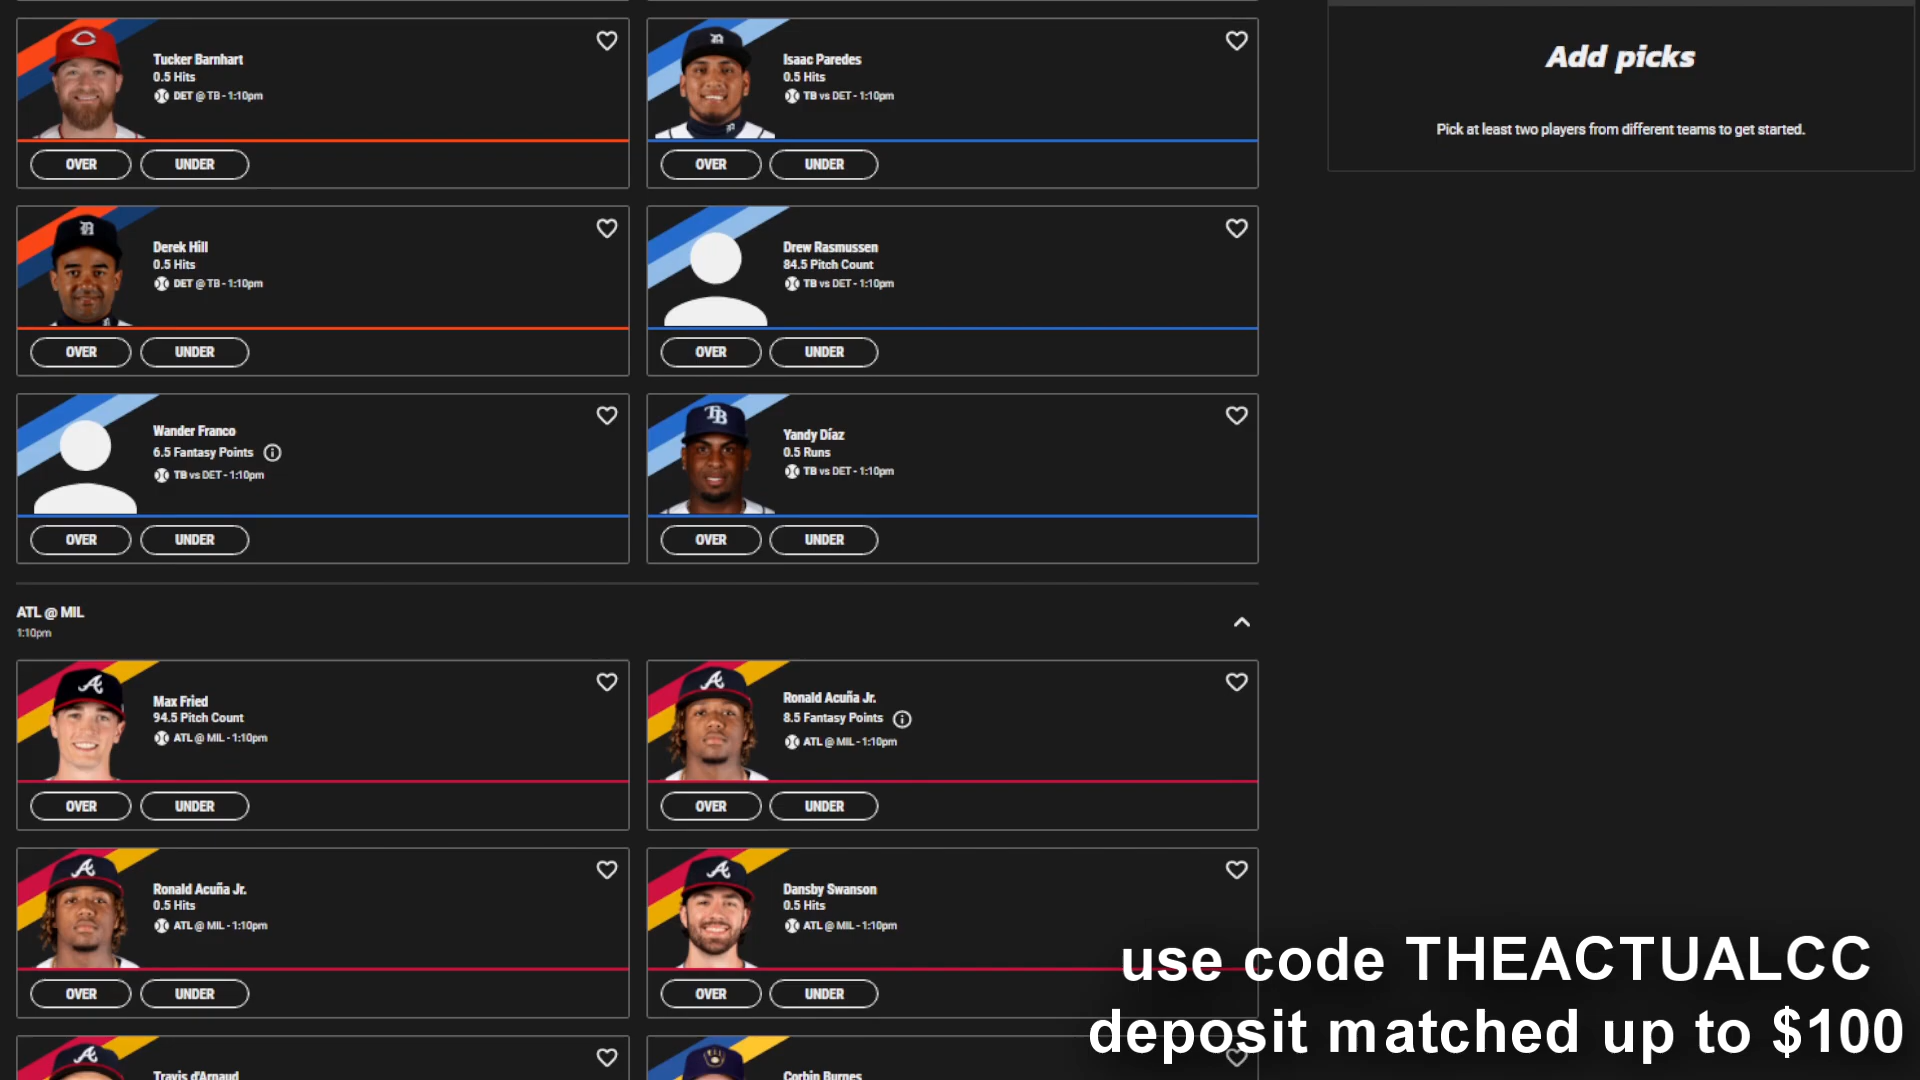 Tucker Barnhart
0.5 Hits
DET @ TB - 1:10pm
OVER
UNDER
Isaac Paredes
0.5 Hits
TB vs DET - 1:10pm
OVER
UNDER
Add picks
Pick at least two players from different teams to get started.
Derek Hill
0.5 Hits
DET @ TB - 1:10pm
OVER
UNDER
Drew Rasmussen
84.5 Pitch Count
TB vs DET - 1:10pm
OVER
UNDER
Wander Franco
6.5 Fantasy Points
TB vs DET - 1:10pm
OVER
UNDER
Yandy Díaz
0.5 Runs
TB vs DET - 1:10pm
OVER
UNDER
ATL @ MIL
1:10pm
Max Fried
94.5 Pitch Count
ATL @ MIL - 1:10pm
OVER
UNDER
Ronald Acuña Jr.
8.5 Fantasy Points
ATL @ MIL - 1:10pm
OVER
UNDER
Ronald Acuña Jr.
0.5 Hits
ATL @ MIL - 1:10pm
OVER
UNDER
Dansby Swanson
0.5 Hits
ATL @ MIL - 1:10pm
OVER
UNDER
Travis d'Arnaud
Corbin Burnes
use code THEACTUALCC
deposit matched up to $100